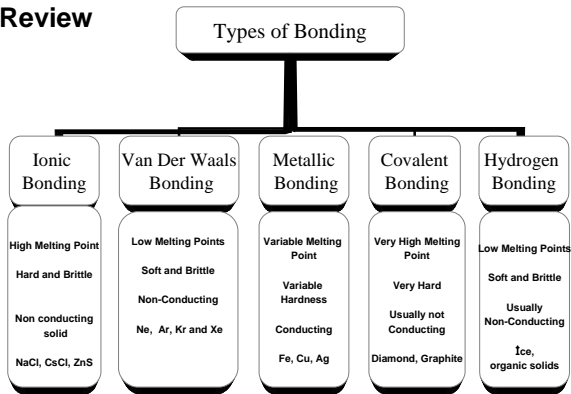 Review
Types of Bonding
Ionic
Bonding
High Melting Point
Hard and Brittle
Non conducting
solid
NaCl, CsCl, ZnS
Van Der Waals
Bonding
Low Melting Points
Soft and Brittle
Non-Conducting
Ne, Ar, Kr and Xe
Metallic
Bonding
Variable Melting
Point
Variable
Hardness
Conducting
Fe, Cu, Ag
Covalent
Bonding
Very High Melting
Point
Very Hard
Usually not
Conducting
Diamond, Graphite
Hydrogen
Bonding
Low Melting Points
Soft and Brittle
Usually
Non-Conducting
İce,
organic solids